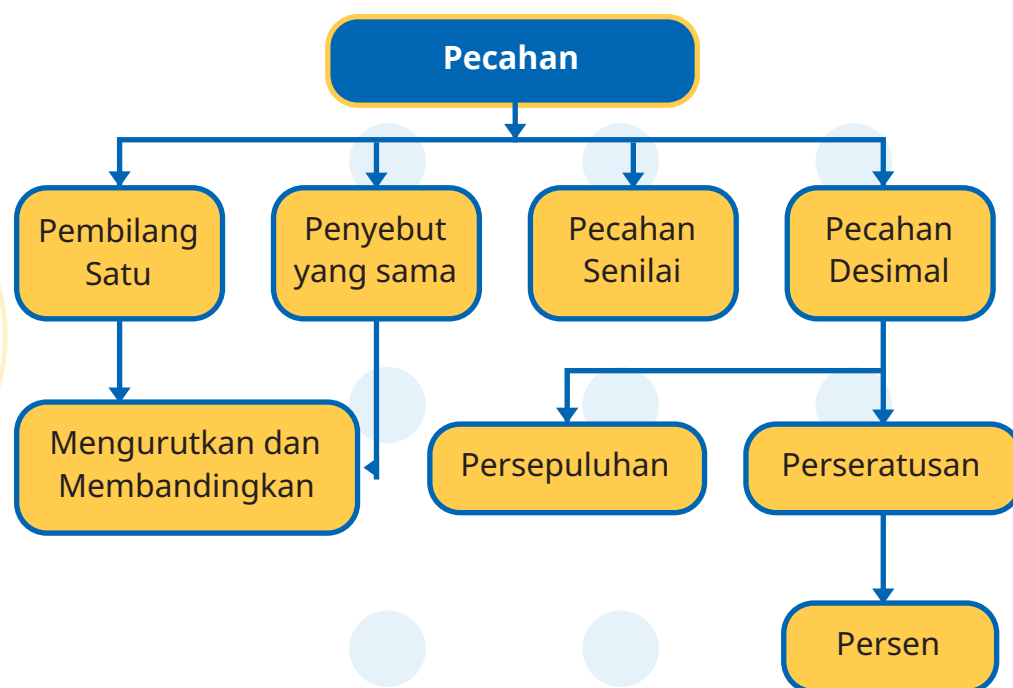 Pecahan
Pembilang
Satu
Penyebut
yang sama
Pecahan
Senilai
Pecahan
Desimal
Mengurutkan dan
Membandingkan
Persepuluhan
Perseratusan
Persen